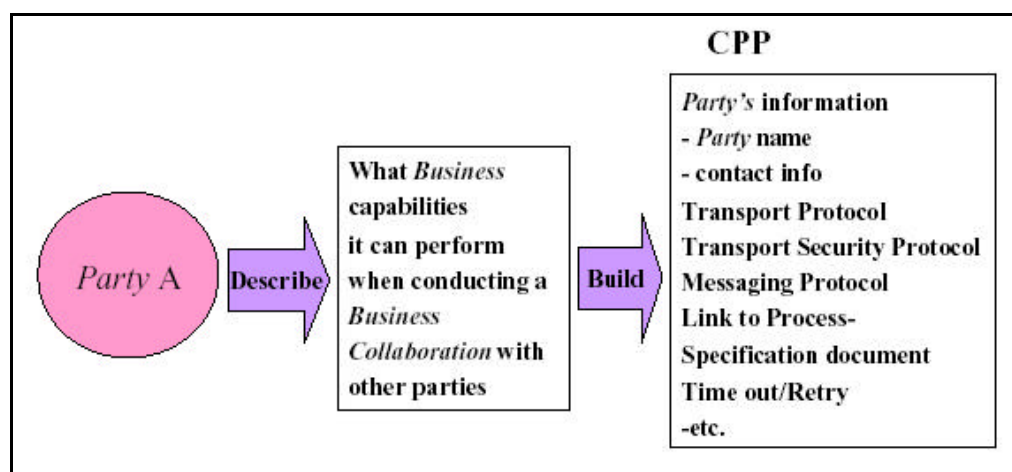 CPP
Party A
Describe
What Business
capabilities
it can perform
when conducting a
Business
Collaboration with
other parties
Build
Party's information
- Party name
- contact info
Transport Protocol
Transport Security Protocol
Messaging Protocol
Link to Process-
Specification document
Time out/Retry
-etc.